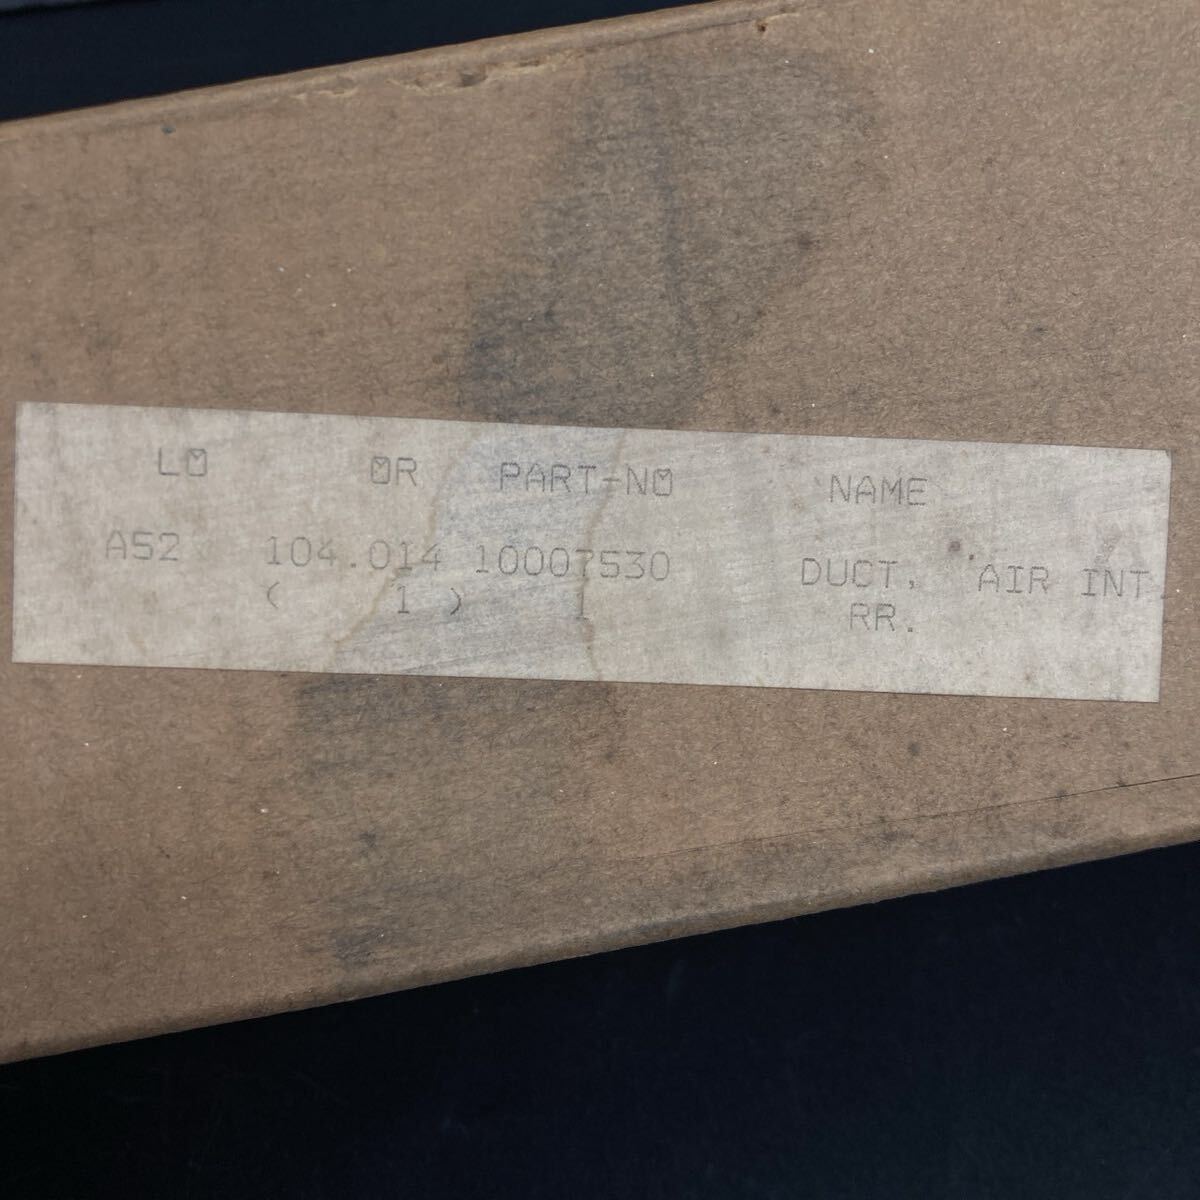 LO OR PART-NO NAME
A52 104.014 10007530 DUCT, AIR INT.
( 1 ) 1 RR.